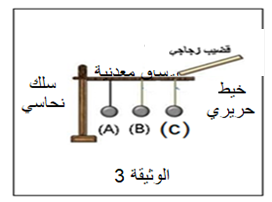 قضيب زجاجي
ساق معدنية
سلك نحاسي
خيط حريري
(A) (B) (C)
الوثيقة 3